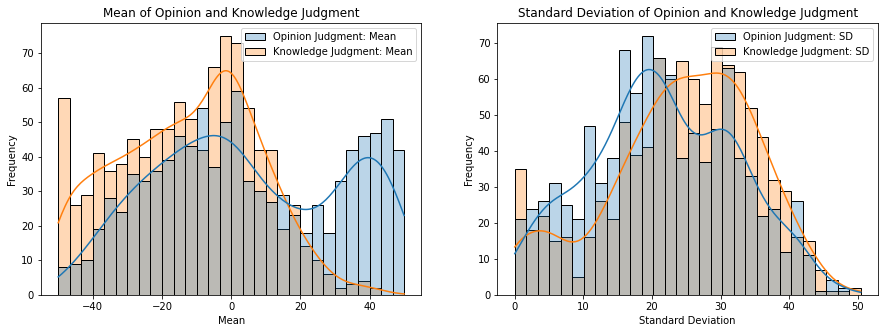 Mean of Opinion and Knowledge Judgment
Opinion Judgment: Mean
Knowledge Judgment: Mean
Frequency
70
60
50
40
30
20
10
0
−40
−20
0
20
40
Mean
Standard Deviation of Opinion and Knowledge Judgment
Opinion Judgment: SD
Knowledge Judgment: SD
Frequency
70
60
50
40
30
20
10
0
0
10
20
30
40
50
Standard Deviation